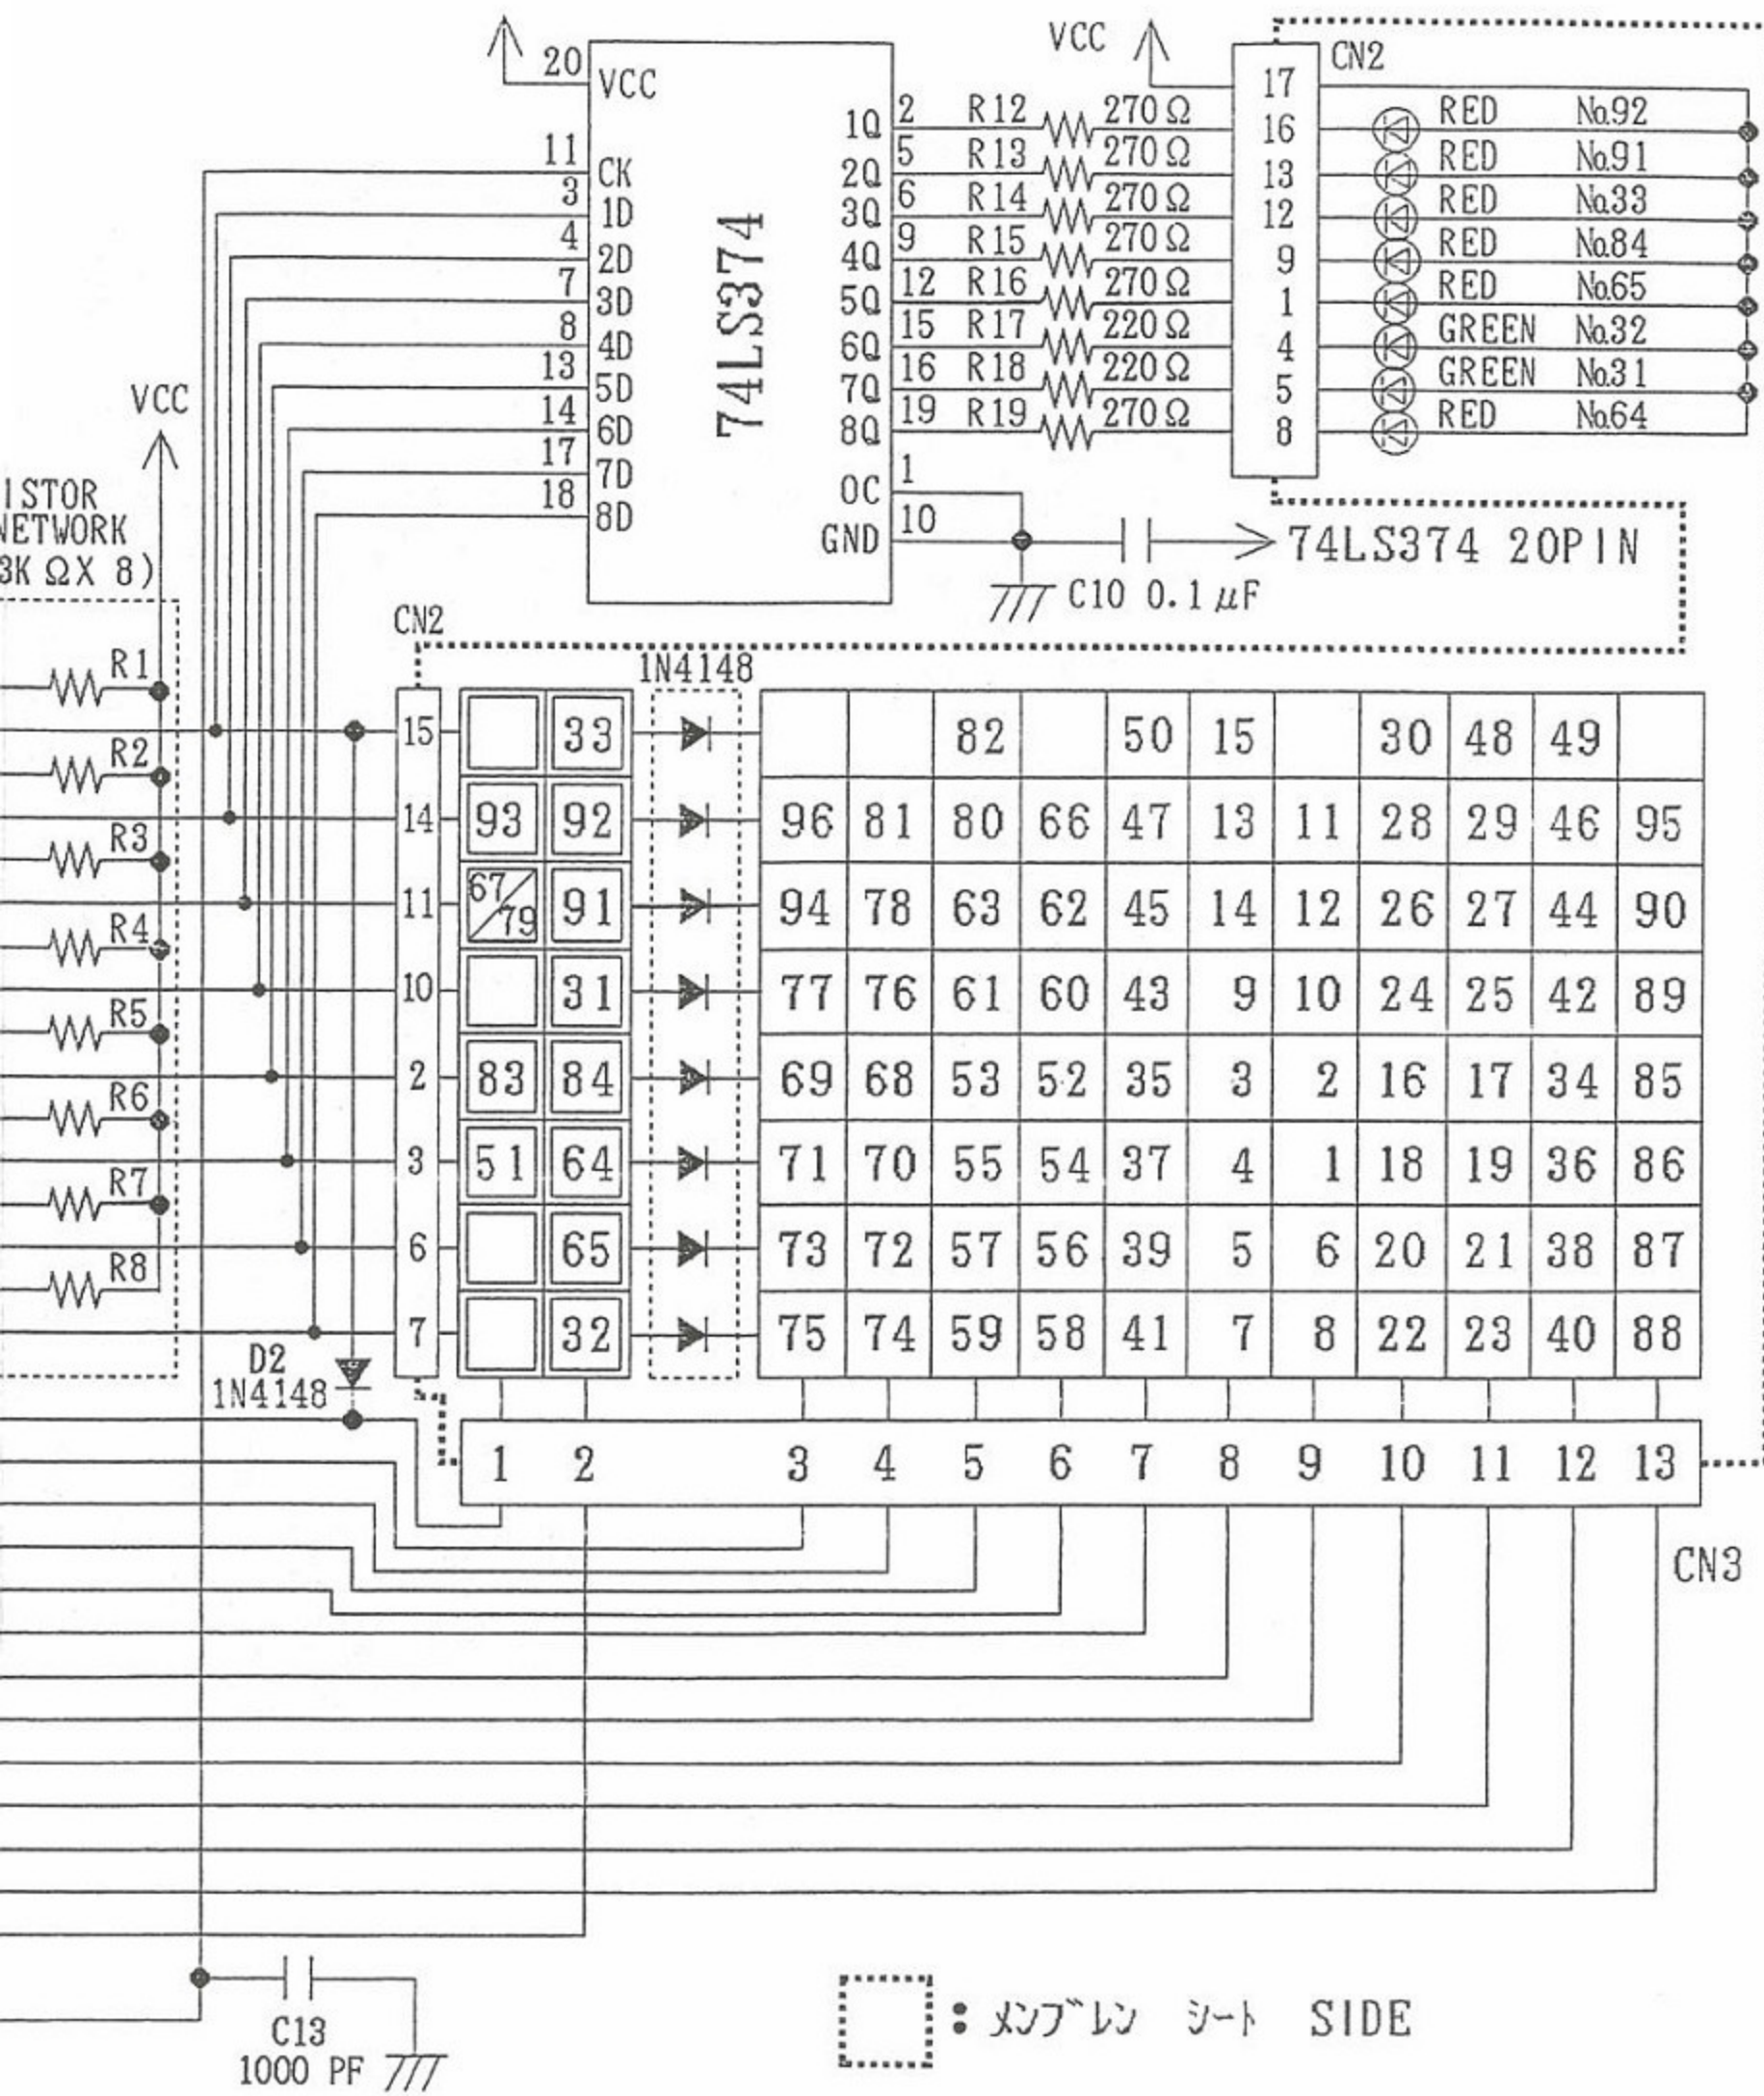 VCC
CN2
20
VCC
17
1Q
2
R12
270Ω
16
RED
No.92
11
CK
2Q
5
R13
270Ω
13
RED
No.91
3
1D
3Q
6
R14
270Ω
12
RED
No.33
4
2D
4Q
9
R15
270Ω
9
RED
No.84
7
3D
5Q
12
R16
270Ω
1
RED
No.65
8
4D
6Q
15
R17
220Ω
4
GREEN
No.32
13
5D
7Q
16
R18
220Ω
5
GREEN
No.31
14
6D
8Q
19
R19
270Ω
8
RED
No.64
17
7D
18
8D
74LS374
OC
1
GND
10
74LS374 20PIN
C10 0.1μF
VCC
ISTOR
NETWORK
3KΩX 8)
R1
R2
R3
R4
R5
R6
R7
R8
CN2
1N4148
15 33 82 50 15 30 48 49
14 93 92 96 81 80 66 47 13 11 28 29 46 95
11 67/79 91 94 78 63 62 45 14 12 26 27 44 90
10 31 77 76 61 60 43 9 10 24 25 42 89
2 83 84 69 68 53 52 35 3 2 16 17 34 85
3 51 64 71 70 55 54 37 4 1 18 19 36 86
6 65 73 72 57 56 39 5 6 20 21 38 87
7 32 75 74 59 58 41 7 8 22 23 40 88
D2
1N4148
1 2 3 4 5 6 7 8 9 10 11 12 13
CN3
C13
1000 PF
: メンブレン シート SIDE